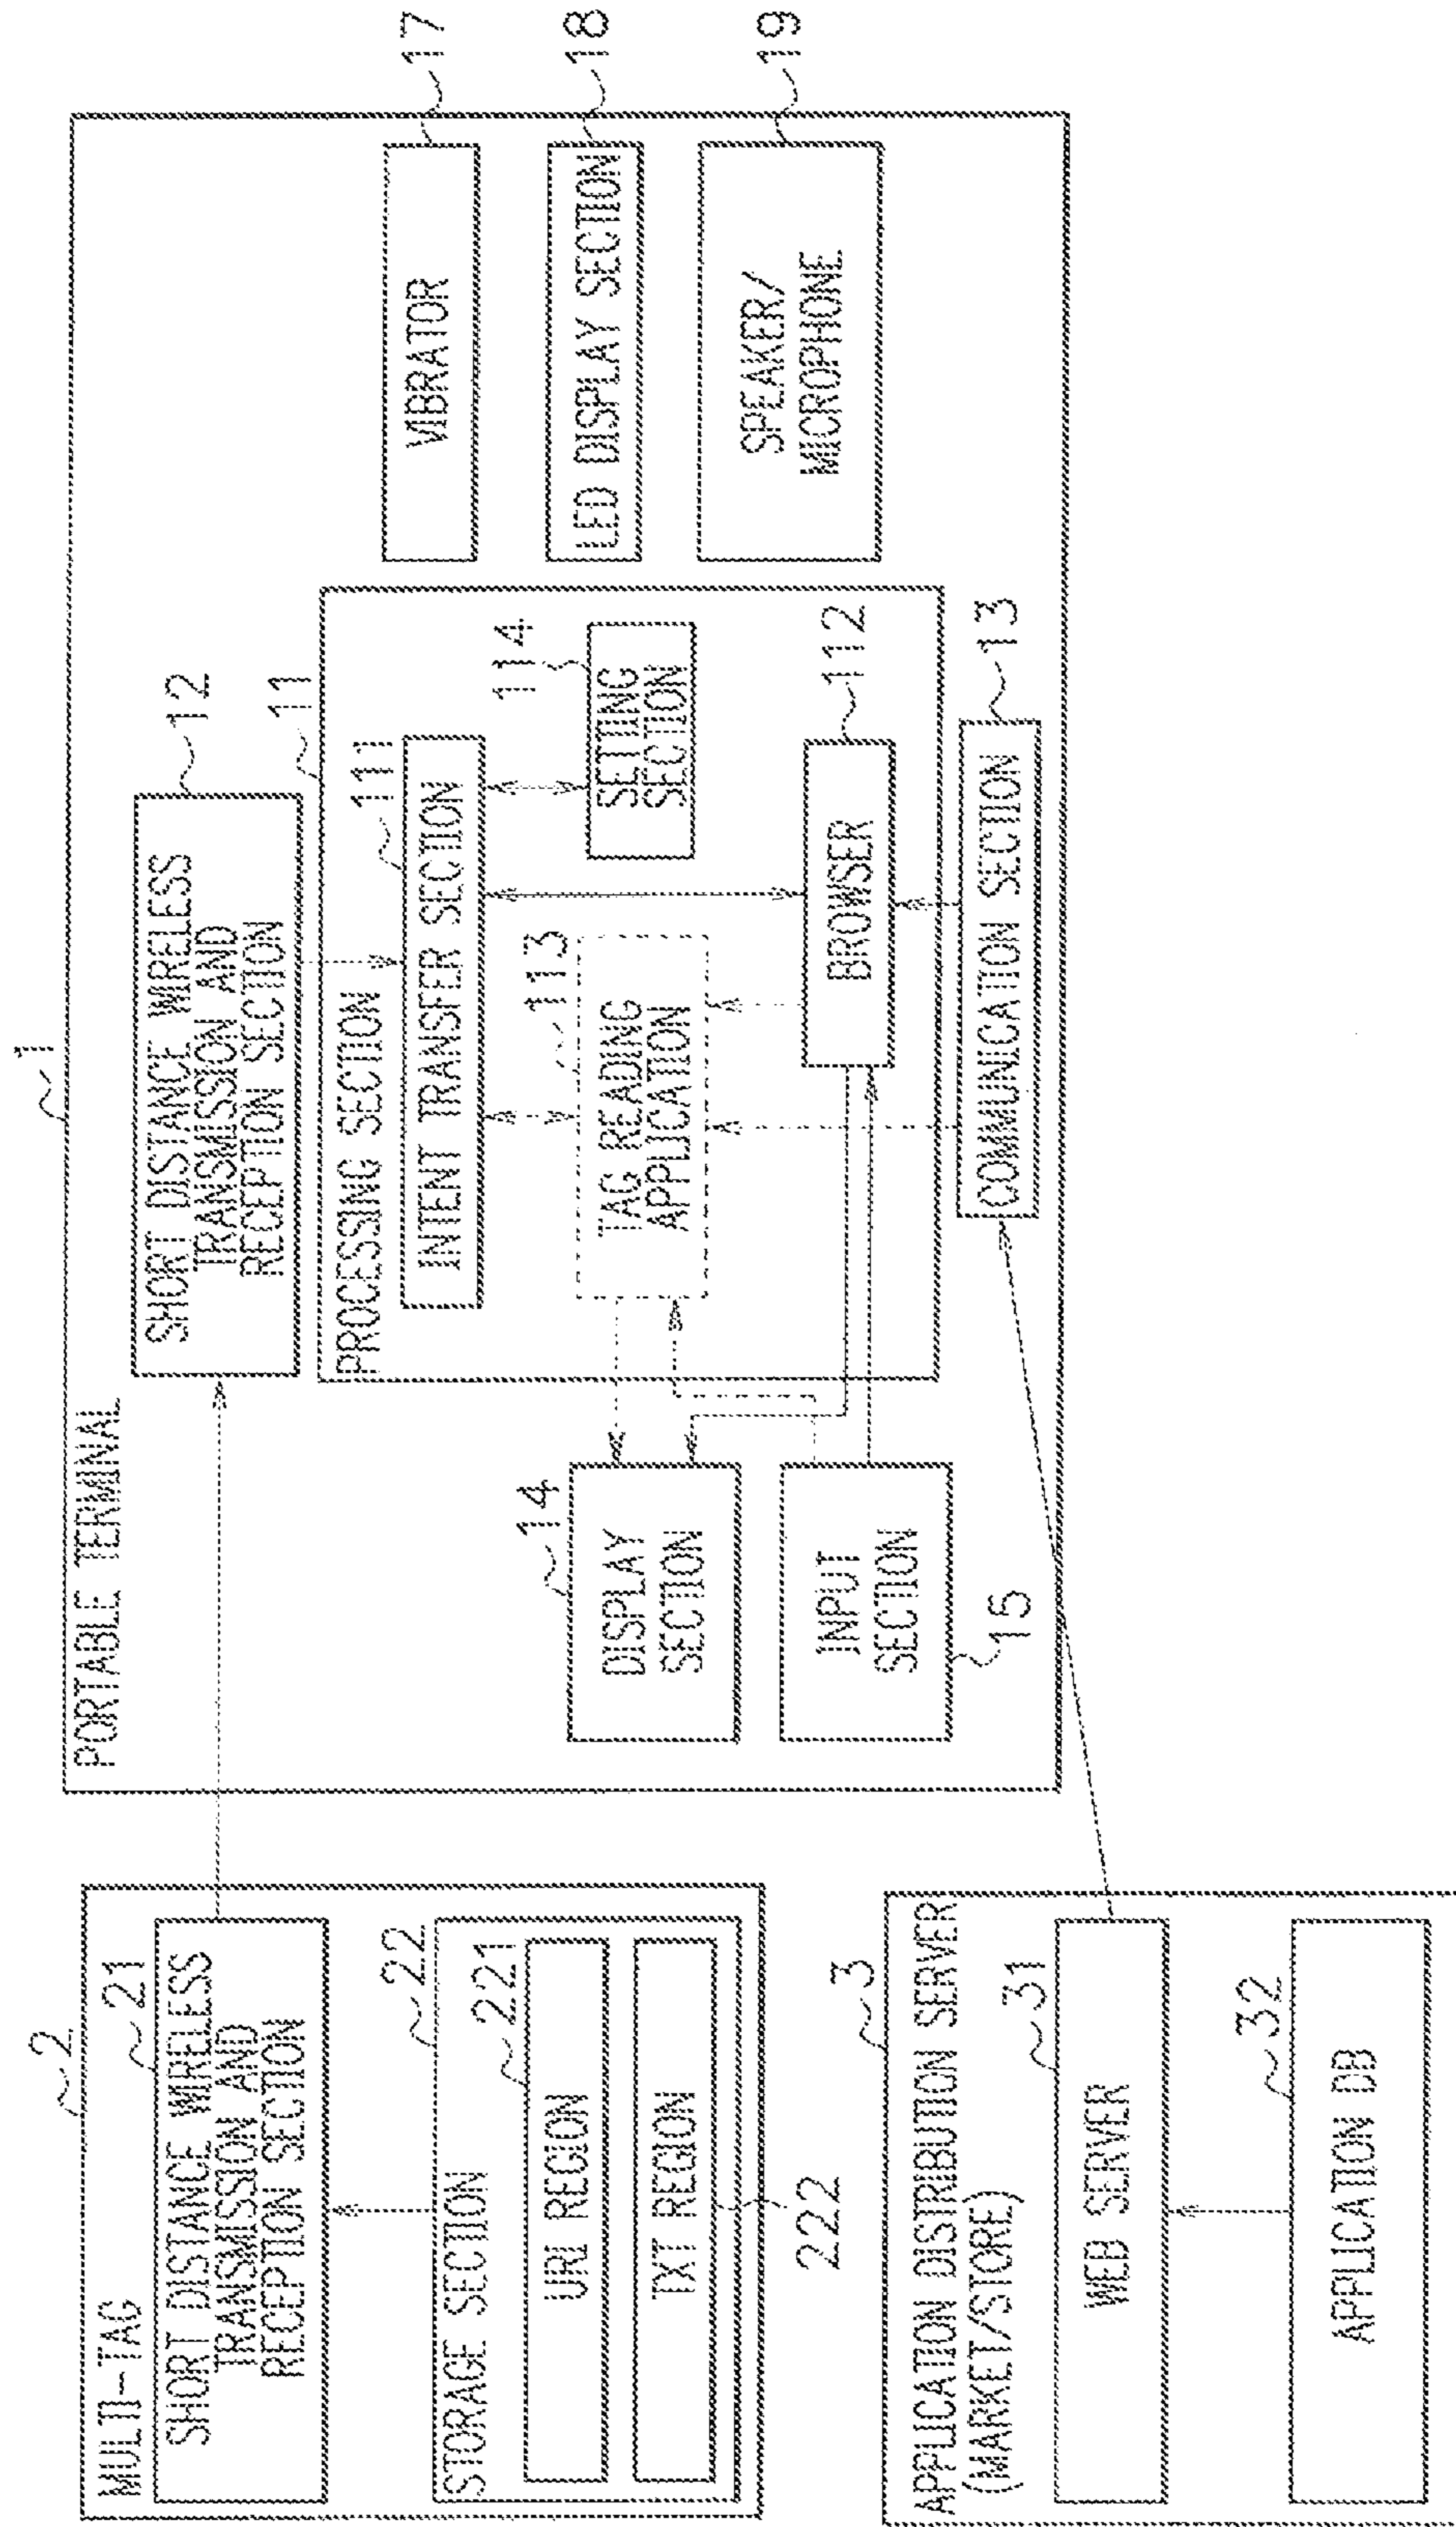 2
MULTI-TAG
21
SHORT DISTANCE WIRELESS
TRANSMISSION AND
RECEPTION SECTION
22
STORAGE SECTION
221
URI REGION
TXT REGION
222
3
APPLICATION DISTRIBUTION SERVER
(MARKET/STORE)
31
WEB SERVER
32
APPLICATION DB
1
PORTABLE TERMINAL
12
SHORT DISTANCE WIRELESS
TRANSMISSION AND
RECEPTION SECTION
11
PROCESSING SECTION
111
INTENT TRANSFER SECTION
114
SETTING
SECTION
113
TAG READING
APPLICATION
112
BROWSER
13
COMMUNICATION SECTION
14
DISPLAY
SECTION
INPUT
SECTION
15
VIBRATOR
17
LED DISPLAY SECTION
18
SPEAKER/
MICROPHONE
19